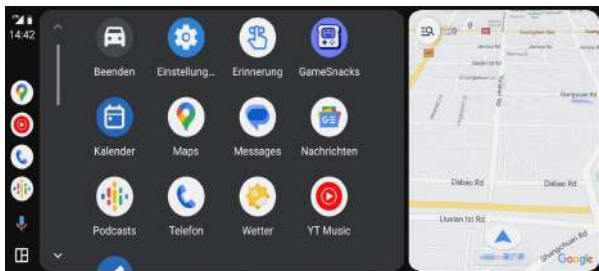 14:42
Beenden
Einstellung...
Erinnerung
GameSnacks
Kalender
Maps
Messages
Nachrichten
Podcasts
Telefon
Wetter
YT Music
Dabao Rd
Dabao Rd
Liuxian 1st Rd
Google